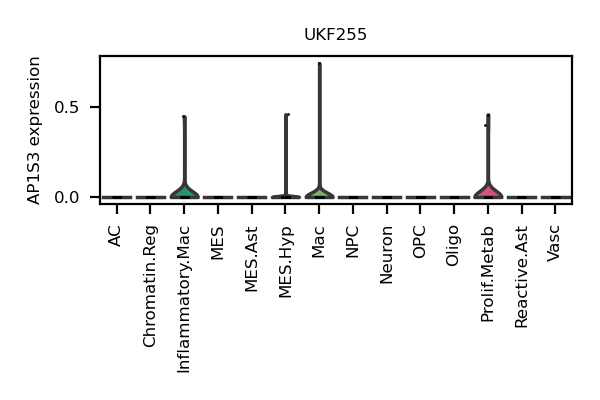 UKF255
AP1S3 expression
0.5
0.0
AC
Chromatin.Reg
Inflammatory.Mac
MES
MES.Ast
MES.Hyp
Mac
NPC
Neuron
OPC
Oligo
Prolif.Metab
Reactive.Ast
Vasc